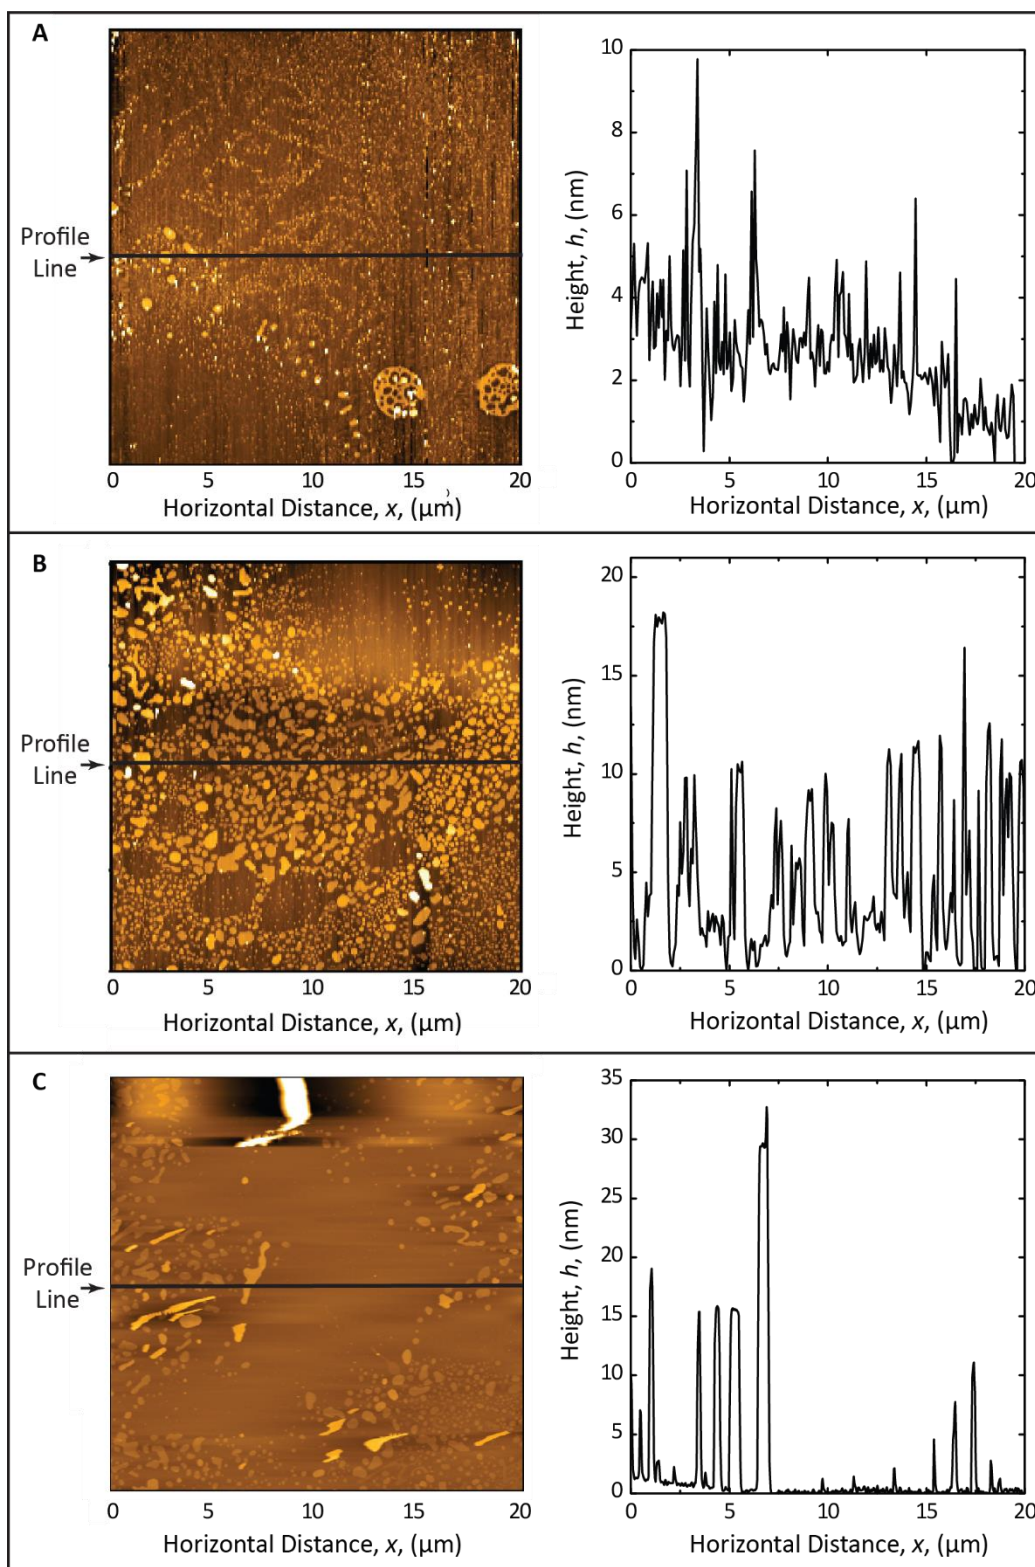 A
Profile
Line
0 5 10 15 20
Horizontal Distance, x, (µm)
10
8
6
4
2
0
Height, h, (nm)
0 5 10 15 20
Horizontal Distance, x, (µm)
B
Profile
Line
0 5 10 15 20
Horizontal Distance, x, (µm)
20
15
10
5
0
Height, h, (nm)
0 5 10 15 20
Horizontal Distance, x, (µm)
C
Profile
Line
0 5 10 15 20
Horizontal Distance, x, (µm)
35
30
25
20
15
10
5
0
Height, h, (nm)
0 5 10 15 20
Horizontal Distance, x, (µm)